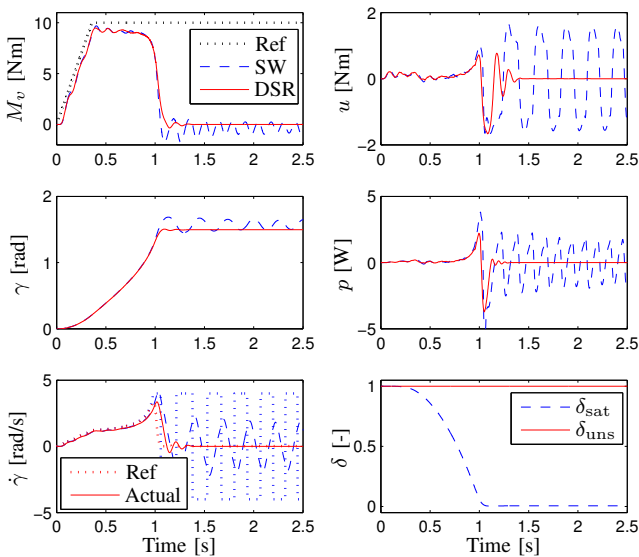 M_v [Nm]
10
5
0
0 0.5 1 1.5 2 2.5
Ref
SW
DSR
u [Nm]
2
0
−2
0 0.5 1 1.5 2 2.5
γ [rad]
2
1
0
0 0.5 1 1.5 2 2.5
p [W]
5
0
−5
0 0.5 1 1.5 2 2.5
γ̇ [rad/s]
5
0
−5
0 0.5 1 1.5 2 2.5
Ref
Actual
Time [s]
δ [-]
1
0.5
0
0 0.5 1 1.5 2 2.5
δ_sat
δ_uns
Time [s]